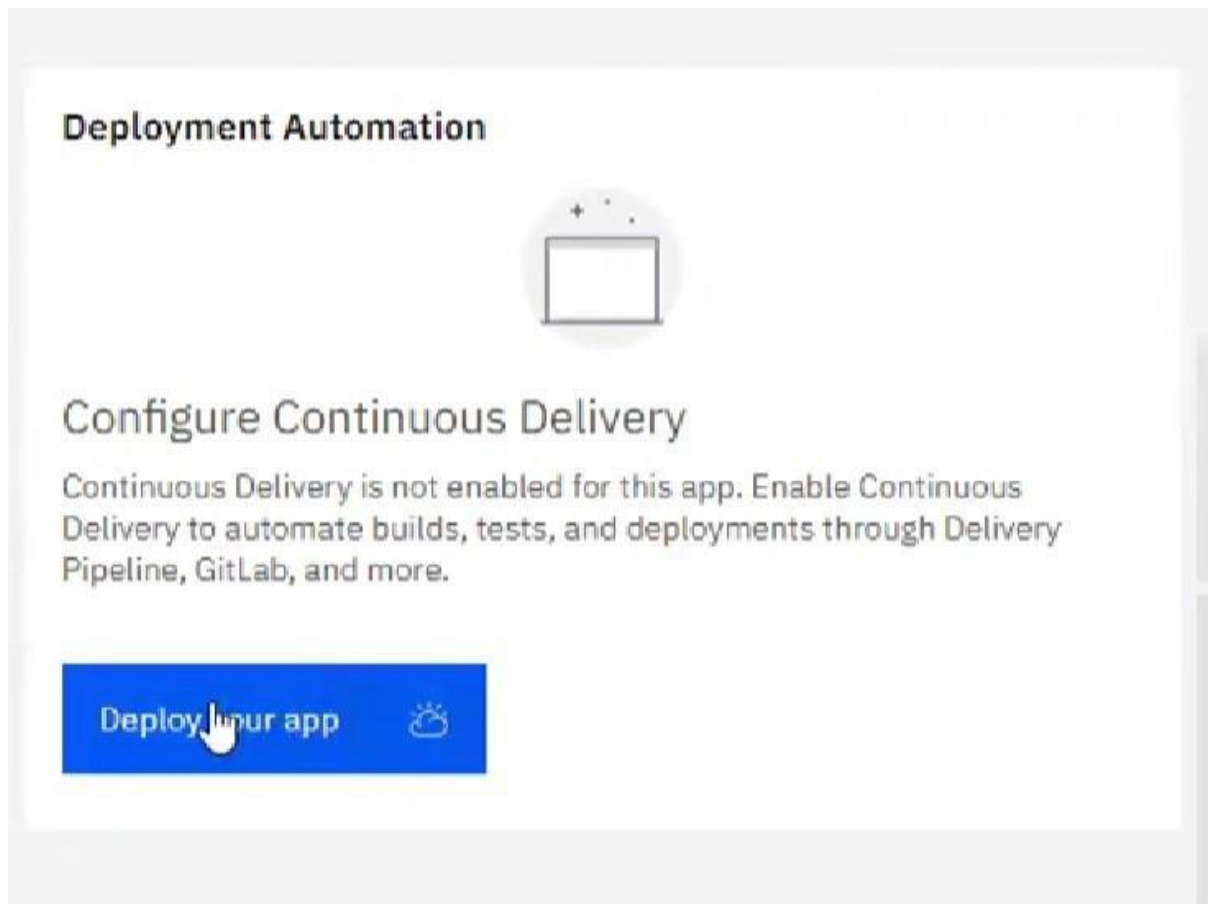 Deployment Automation
Configure Continuous Delivery
Continuous Delivery is not enabled for this app. Enable Continuous
Delivery to automate builds, tests, and deployments through Delivery
Pipeline, GitLab, and more.
Deploy your app